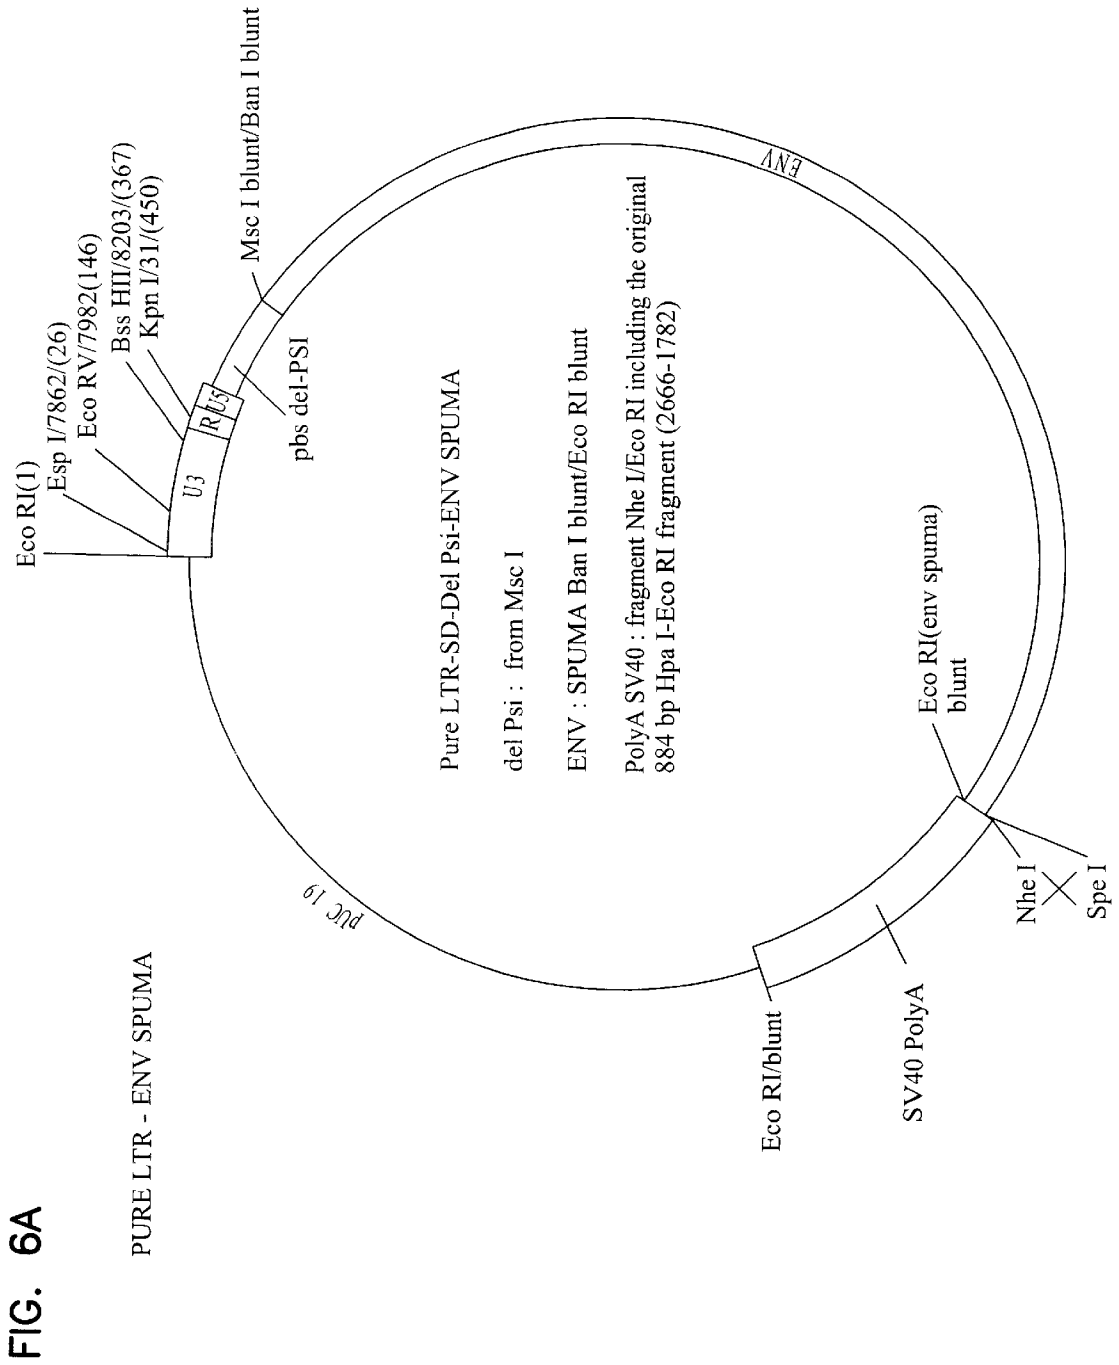 FIG. 6A
PURE LTR - ENV SPUMA
Eco RI(1)
Esp I/7862/(26)
Eco RV/7982(146)
Bss HII/8203/(367)
Kpn I/31/(450)
Msc I blunt/Ban I blunt
U3
R
U5
pbs del-PSI
pUC 19
ENV
Pure LTR-SD-Del Psi-ENV SPUMA
del Psi : from Msc I
ENV : SPUMA Ban I blunt/Eco RI blunt
PolyA SV40 : fragment Nhe I/Eco RI including the original
884 bp Hpa I-Eco RI fragment (2666-1782)
Eco RI(env spuma)
blunt
Eco RI/blunt
SV40 PolyA
Nhe I
Spe I